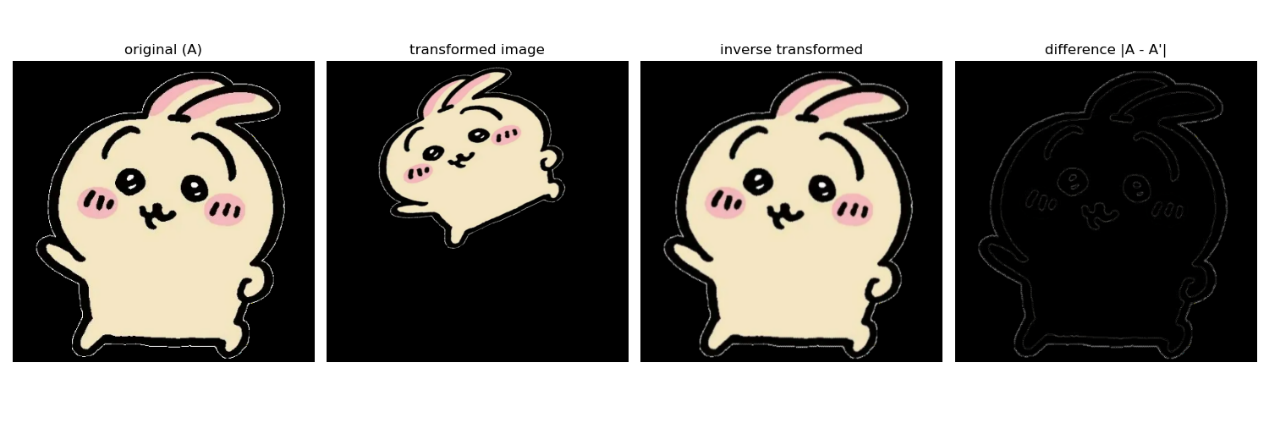 original (A)
transformed image
inverse transformed
difference |A - A'|